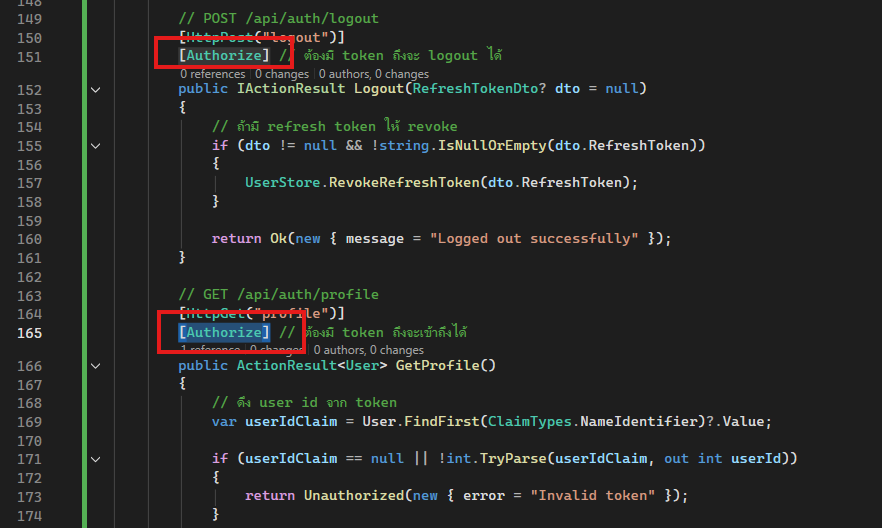 148
149 // POST /api/auth/logout
150 [HttpPost("logout")]
151 [Authorize] // ต้องมี token ถึงจะ logout ได้
0 references | 0 changes | 0 authors, 0 changes
152 public IActionResult Logout(RefreshTokenDto? dto = null)
153 {
154 // ถ้ามี refresh token ให้ revoke
155 if (dto != null && !string.IsNullOrEmpty(dto.RefreshToken))
156 {
157 UserStore.RevokeRefreshToken(dto.RefreshToken);
158 }
159
160 return Ok(new { message = "Logged out successfully" });
161 }
162
163 // GET /api/auth/profile
164 [HttpGet("profile")]
165 [Authorize] // ต้องมี token ถึงจะเข้าถึงได้
1 reference | 0 changes | 0 authors, 0 changes
166 public ActionResult<User> GetProfile()
167 {
168 // ดึง user id จาก token
169 var userIdClaim = User.FindFirst(ClaimTypes.NameIdentifier)?.Value;
170
171 if (userIdClaim == null || !int.TryParse(userIdClaim, out int userId))
172 {
173 return Unauthorized(new { error = "Invalid token" });
174 }